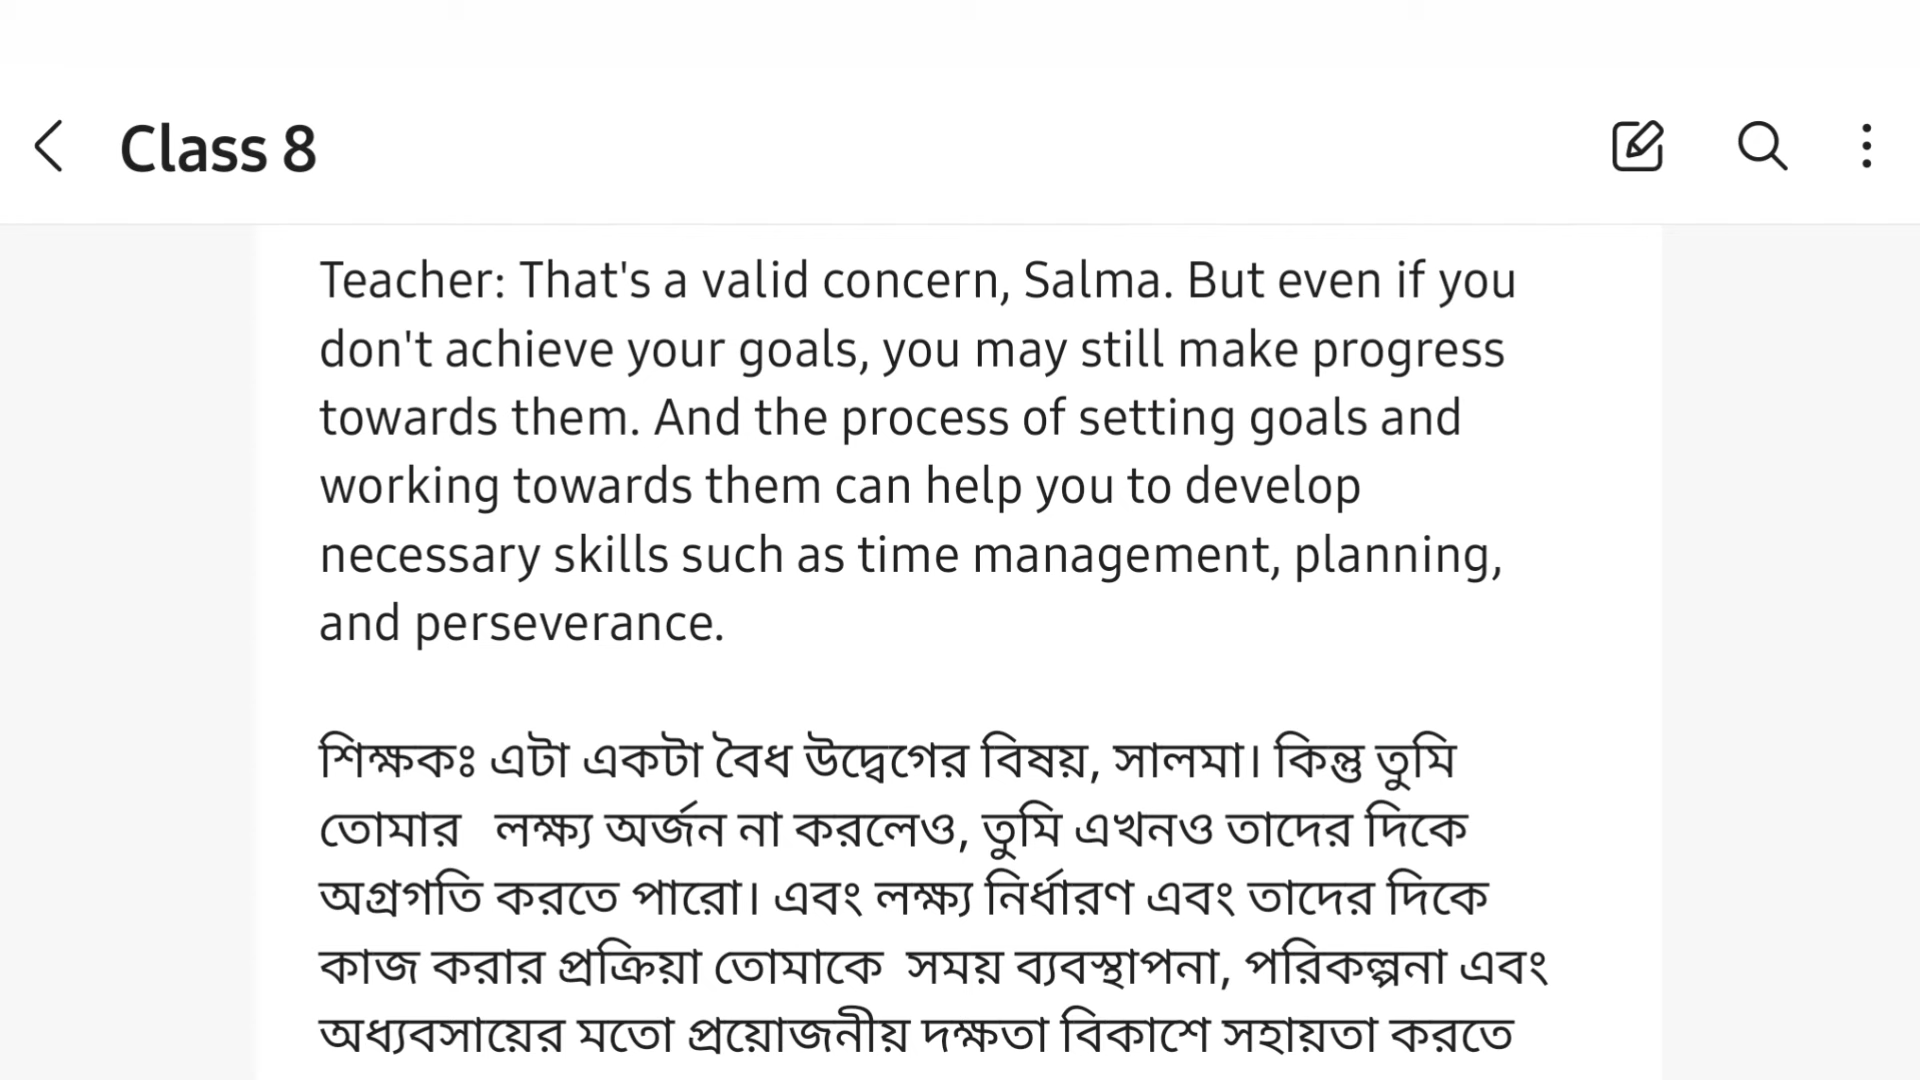 Class 8
Teacher: That's a valid concern, Salma. But even if you
don't achieve your goals, you may still make progress
towards them. And the process of setting goals and
working towards them can help you to develop
necessary skills such as time management, planning,
and perseverance.
শিক্ষকঃ এটা একটা বৈধ উদ্বেগের বিষয়, সালমা। কিন্তু তুমি
তোমার লক্ষ্য অর্জন না করলেও, তুমি এখনও তাদের দিকে
অগ্রগতি করতে পারো। এবং লক্ষ্য নির্ধারণ এবং তাদের দিকে
কাজ করার প্রক্রিয়া তোমাকে সময় ব্যবস্থাপনা, পরিকল্পনা এবং
অধ্যবসায়ের মতো প্রয়োজনীয় দক্ষতা বিকাশে সহায়তা করতে